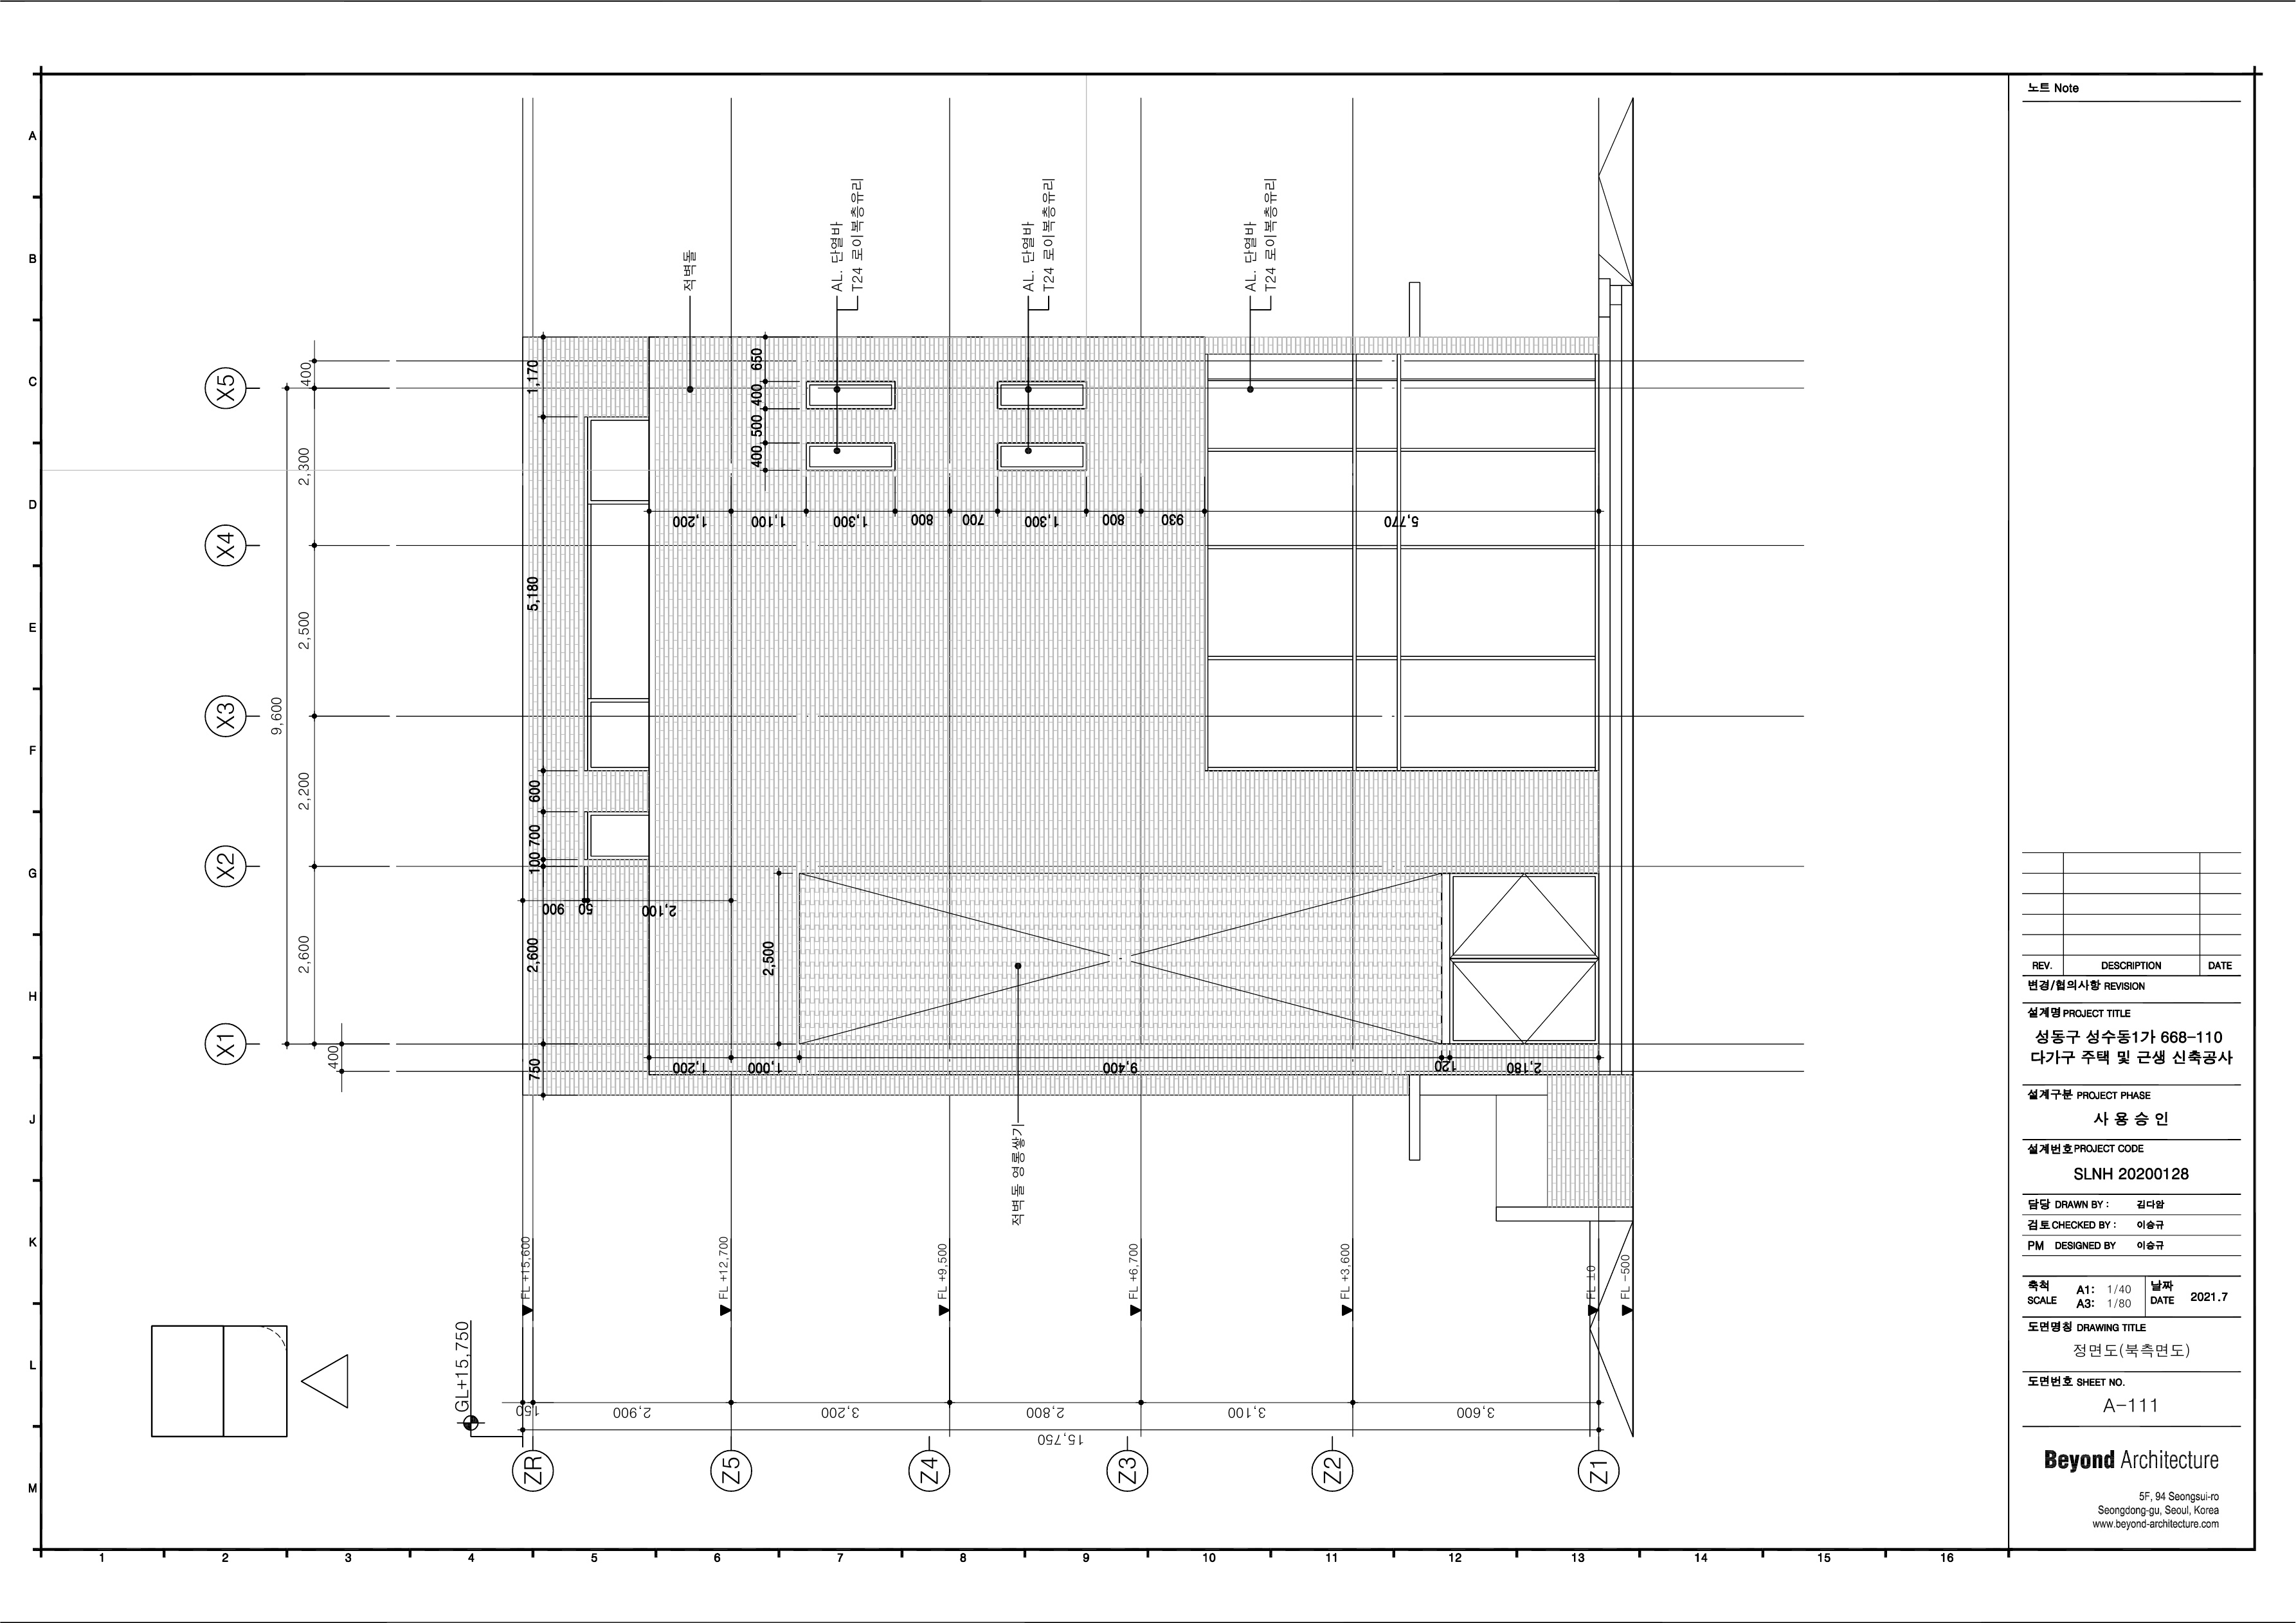 노트 Note
A
B
C
D
E
F
G
H
J
K
L
M
1
2
3
4
5
6
7
8
9
10
11
12
13
14
15
16
X5
X4
X3
X2
X1
400
2,300
2,500
2,200
2,600
400
9,600
적벽돌
AL. 단열바
T24 로이복층유리
AL. 단열바
T24 로이복층유리
AL. 단열바
T24 로이복층유리
1,170
5,180
600
700
100
2,600
750
650
400
500
400
1,200
1,100
1,300
800
700
1,300
800
930
5,770
900
50
2,100
2,500
1,200
1,000
9,400
120
2,180
적벽돌 영롱쌓기
FL +15,600
FL +12,700
FL +9,500
FL +6,700
FL +3,600
FL ±0
FL -500
GL+15,750
150
2,900
3,200
2,800
3,100
3,600
15,750
ZR
Z5
Z4
Z3
Z2
Z1
REV. DESCRIPTION DATE
변경/협의사항 REVISION
설계명 PROJECT TITLE
성동구 성수동1가 668-110
다가구 주택 및 근생 신축공사
설계구분 PROJECT PHASE
사 용 승 인
설계번호 PROJECT CODE
SLNH 20200128
담당 DRAWN BY : 김다왐
검토 CHECKED BY : 이승규
PM DESIGNED BY 이승규
축척 SCALE A1: 1/40 A3: 1/80
날짜 DATE 2021.7
도면명칭 DRAWING TITLE
정면도(북측면도)
도면번호 SHEET NO.
A-111
Beyond Architecture
5F, 94 Seongsui-ro
Seongdong-gu, Seoul, Korea
www.beyond-architecture.com